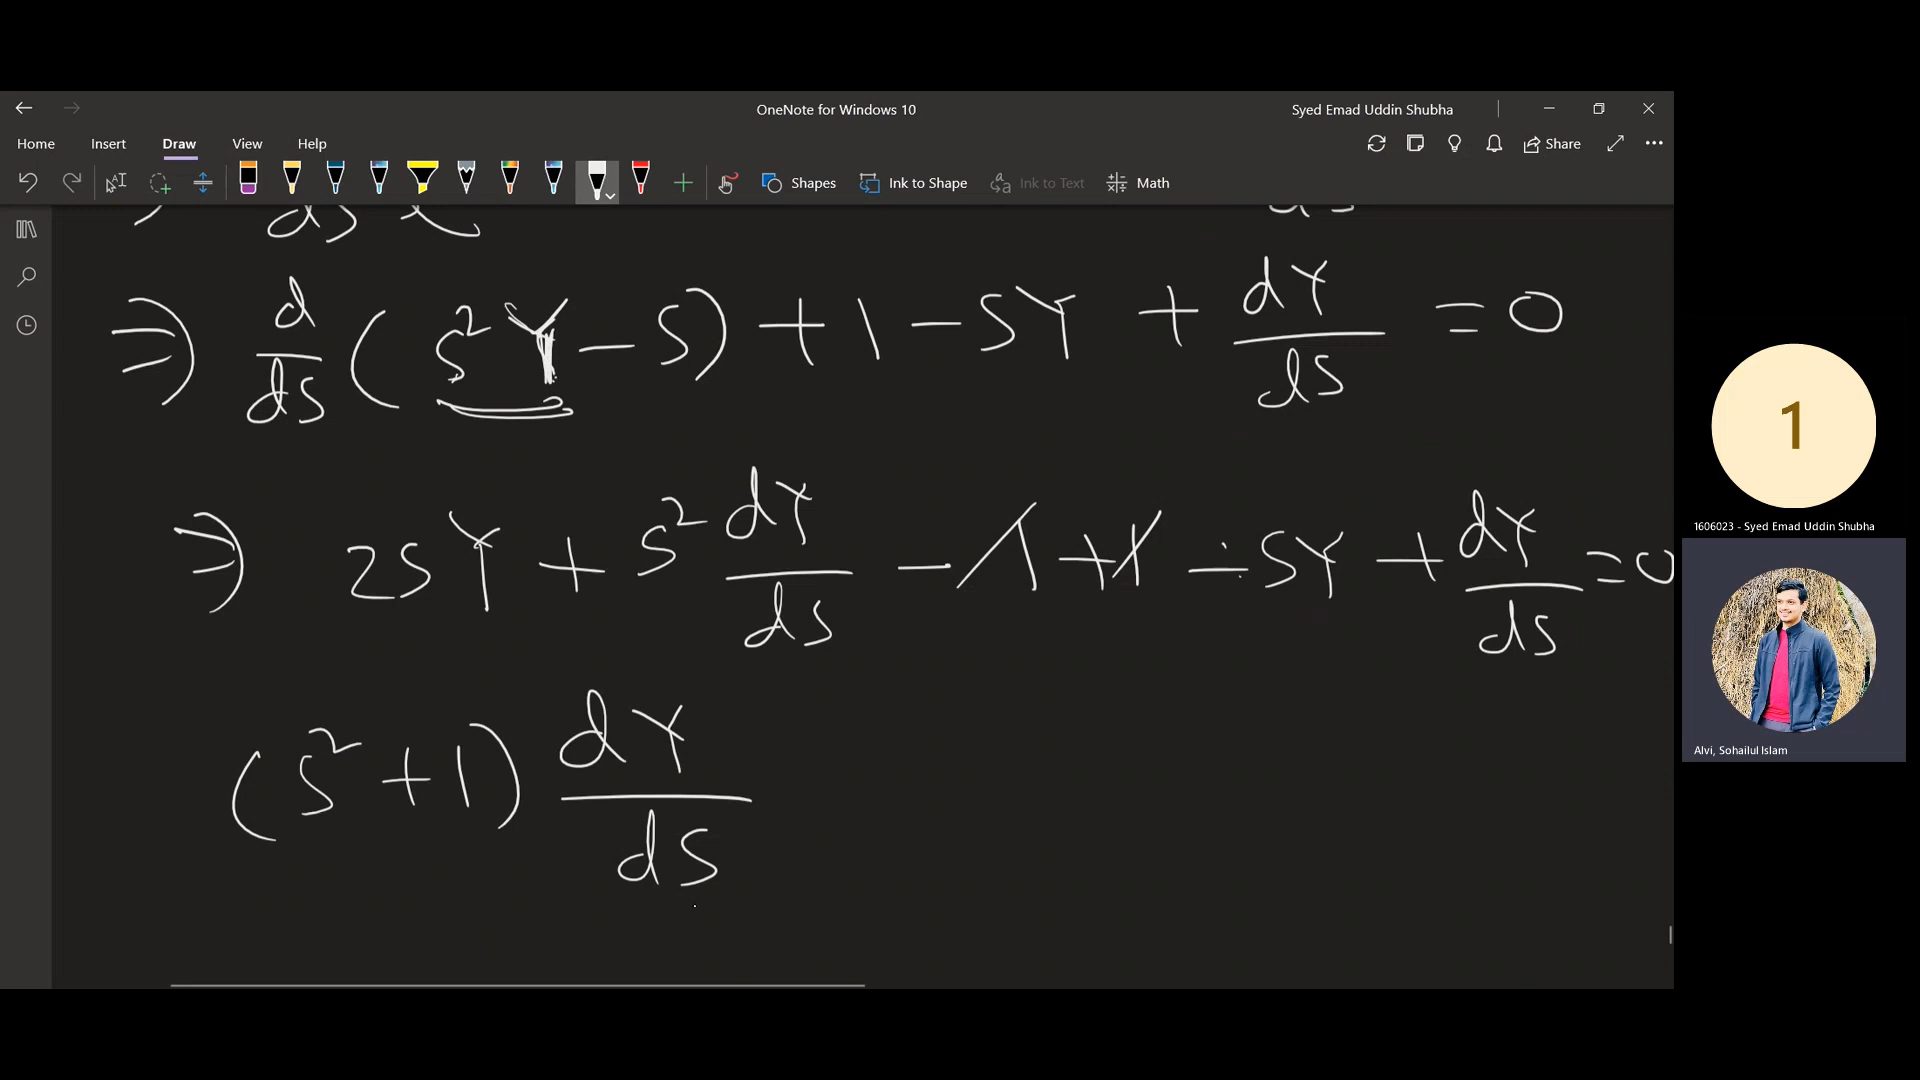 OneNote for Windows 10
Syed Emad Uddin Shubha
Home Insert Draw View Help
Share
Shapes Ink to Shape Ink to Text Math
⇒ d/ds (s²Y - s) + 1 - sY + dY/ds = 0
⇒ 2sY + s² dY/ds - 1 + 1 - sY + dY/ds = 0
(s² + 1) dY/ds
1
1606023 - Syed Emad Uddin Shubha
Alvi, Sohailul Islam